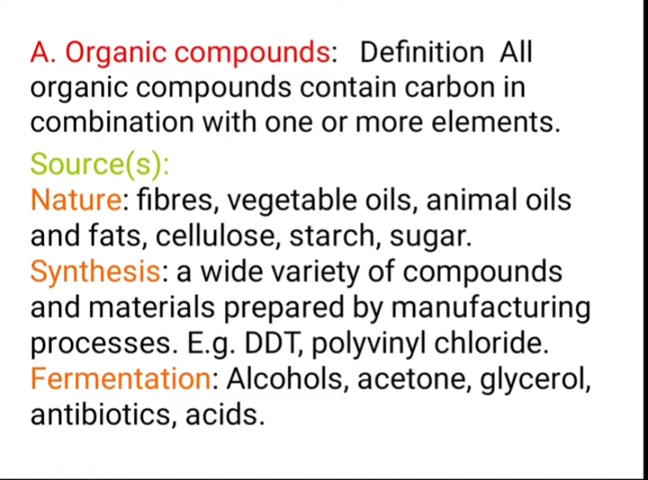 A. Organic compounds: Definition All
organic compounds contain carbon in
combination with one or more elements.
Source(s):
Nature: fibres, vegetable oils, animal oils
and fats, cellulose, starch, sugar.
Synthesis: a wide variety of compounds
and materials prepared by manufacturing
processes. E.g. DDT, polyvinyl chloride.
Fermentation: Alcohols, acetone, glycerol,
antibiotics, acids.